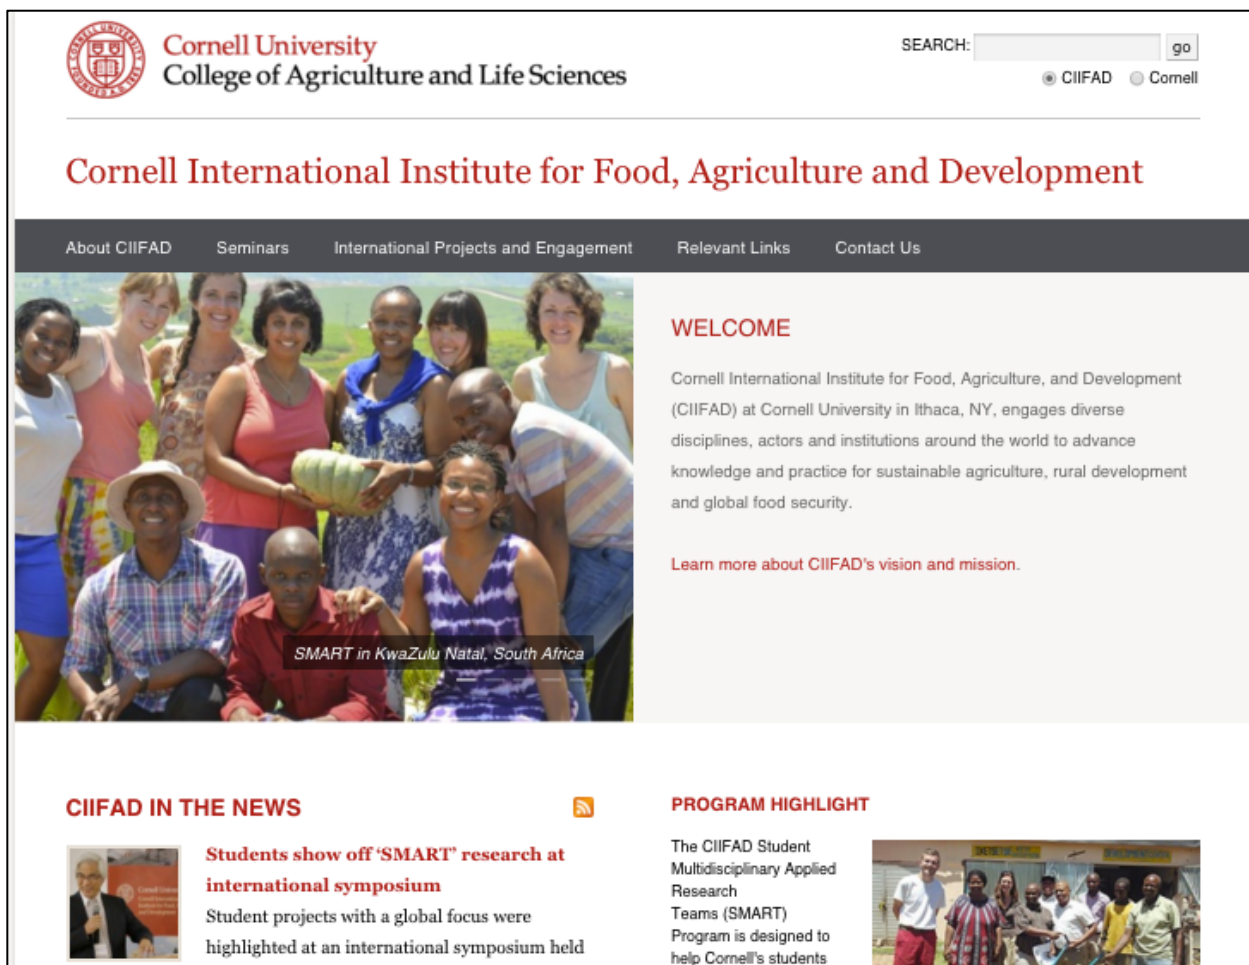 Cornell University
College of Agriculture and Life Sciences
SEARCH: go
CIIFAD Cornell
Cornell International Institute for Food, Agriculture and Development
About CIIFAD Seminars International Projects and Engagement Relevant Links Contact Us
SMART in KwaZulu Natal, South Africa
WELCOME
Cornell International Institute for Food, Agriculture, and Development
(CIIFAD) at Cornell University in Ithaca, NY, engages diverse
disciplines, actors and institutions around the world to advance
knowledge and practice for sustainable agriculture, rural development
and global food security.
Learn more about CIIFAD's vision and mission.
CIIFAD IN THE NEWS
Students show off ‘SMART’ research at
international symposium
Student projects with a global focus were
highlighted at an international symposium held
PROGRAM HIGHLIGHT
The CIIFAD Student
Multidisciplinary Applied
Research
Teams (SMART)
Program is designed to
help Cornell's students